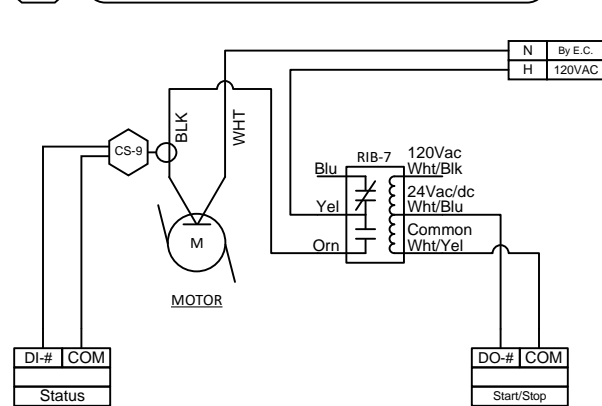 N By E.C.
H 120VAC
BLK
WHT
CS-9
RIB-7
120Vac
Blu
Wht/Blk
24Vac/dc
Yel
Wht/Blu
Common
Orn
Wht/Yel
M
MOTOR
DI-# COM
Status
DO-# COM
Start/Stop